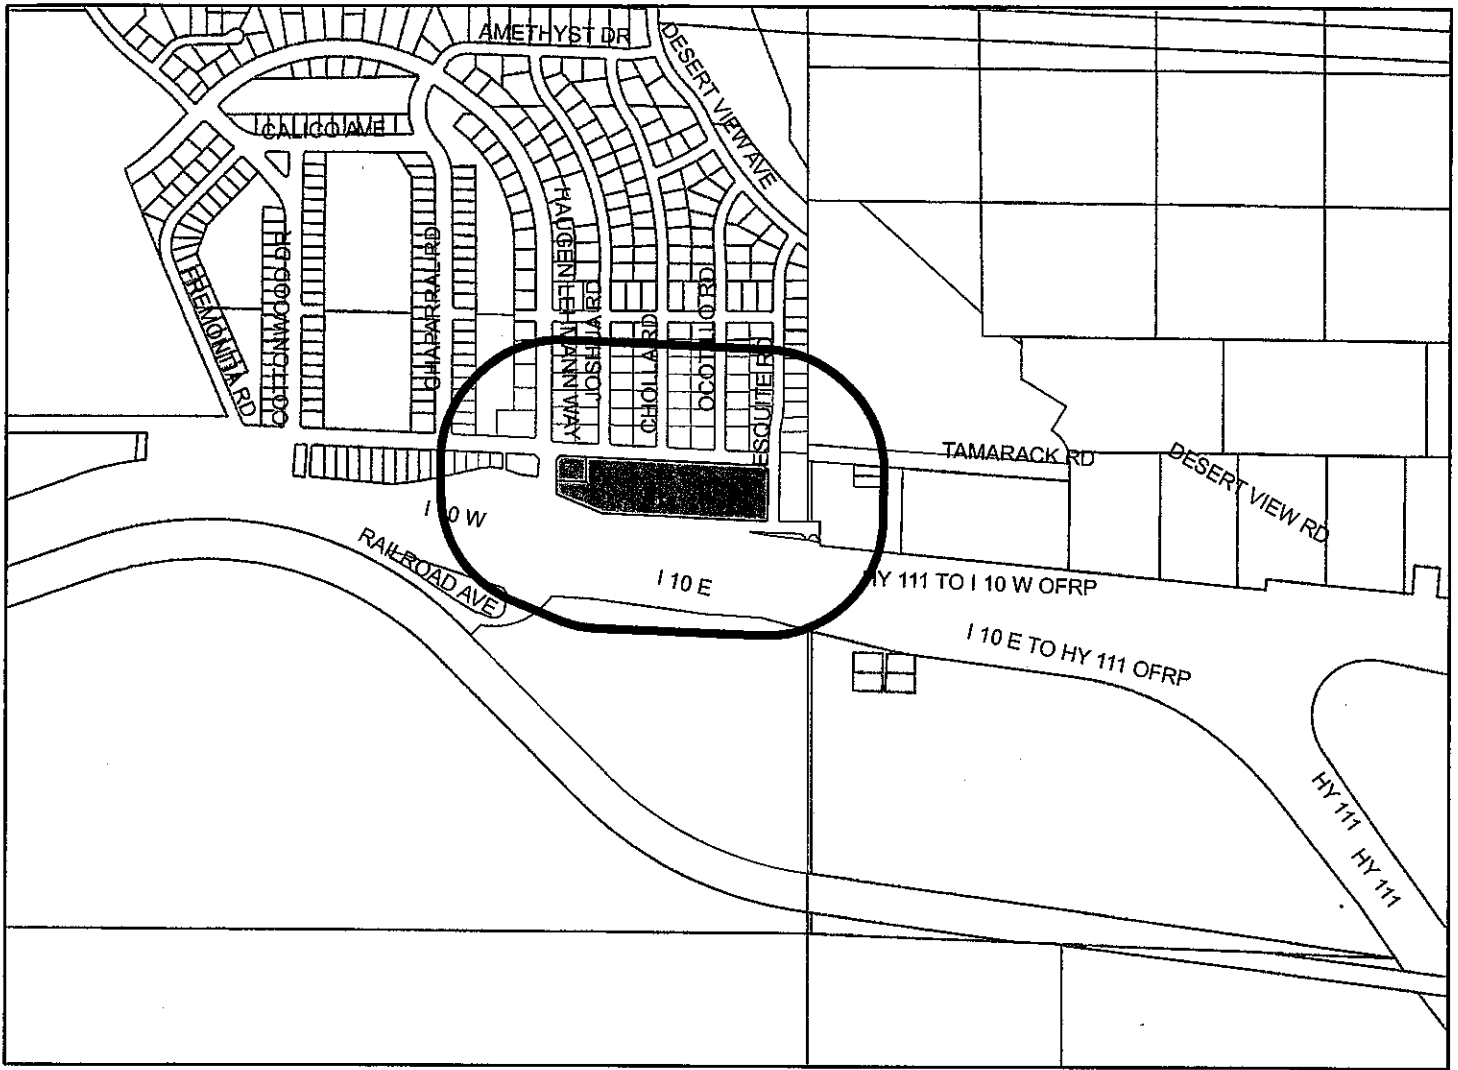 AMETHYST DR
DESERT VIEW AVE
CALICO AVE
HAUGEN LEHMANN WAY
FREMONTIA RD
COTTONWOOD DR
CHAPARRAL RD
JOSHUA RD
CHOLLA RD
OCOTILLO RD
ESQUITE RD
TAMARACK RD
DESERT VIEW RD
I 10 W
RAILROAD AVE
I 10 E
HY 111 TO I 10 W OFRP
I 10 E TO HY 111 OFRP
HY 111
HY 111